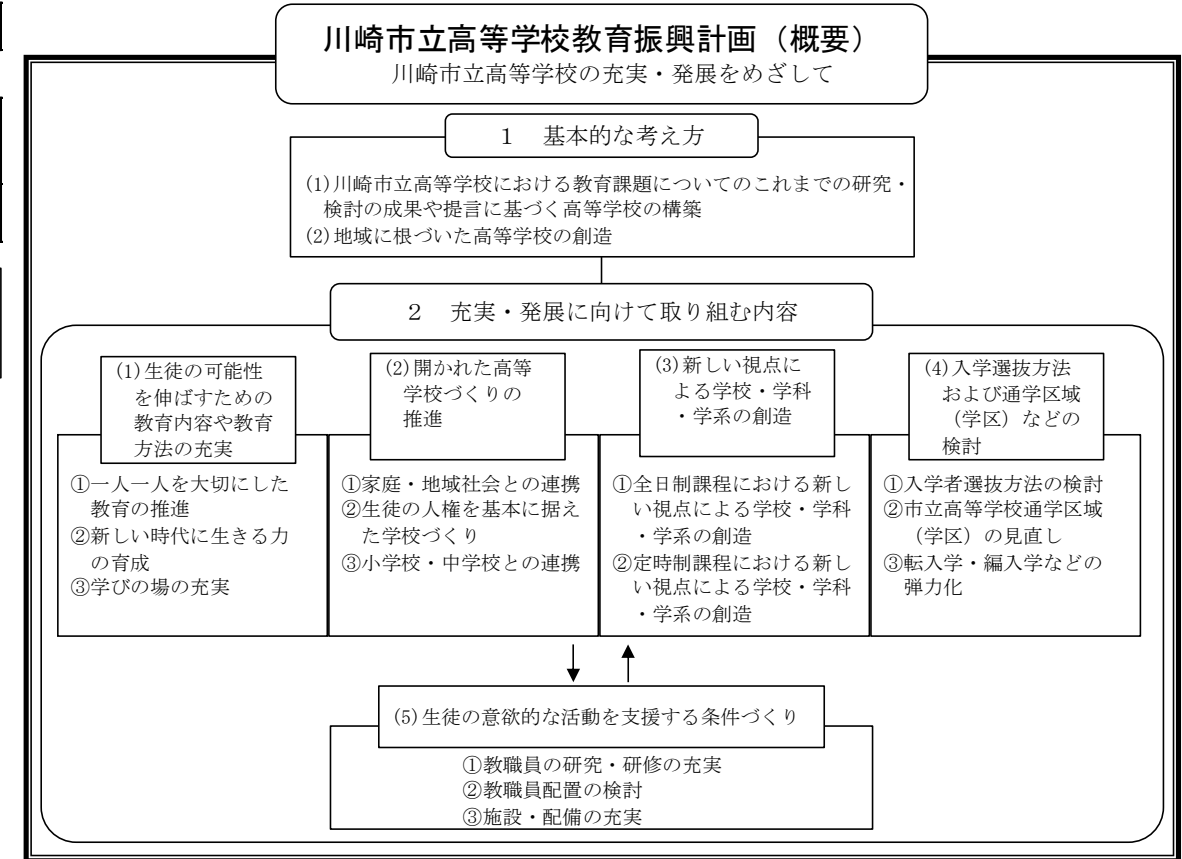 川崎市立高等学校教育振興計画（概要）
川崎市立高等学校の充実・発展をめざして
１　基本的な考え方
(1)川崎市立高等学校における教育課題についてのこれまでの研究・
検討の成果や提言に基づく高等学校の構築
(2)地域に根づいた高等学校の創造
２　充実・発展に向けて取り組む内容
(1)生徒の可能性
を伸ばすための
教育内容や教育
方法の充実
①一人一人を大切にした
教育の推進
②新しい時代に生きる力
の育成
③学びの場の充実
(2)開かれた高等
学校づくりの
推進
①家庭・地域社会との連携
②生徒の人権を基本に据え
た学校づくり
③小学校・中学校との連携
(3)新しい視点に
よる学校・学科
・学系の創造
①全日制課程における新し
い視点による学校・学科
・学系の創造
②定時制課程における新し
い視点による学校・学科
・学系の創造
(4)入学選抜方法
および通学区域
（学区）などの
検討
①入学者選抜方法の検討
②市立高等学校通学区域
（学区）の見直し
③転入学・編入学などの
弾力化
(5)生徒の意欲的な活動を支援する条件づくり
①教職員の研究・研修の充実
②教職員配置の検討
③施設・配備の充実